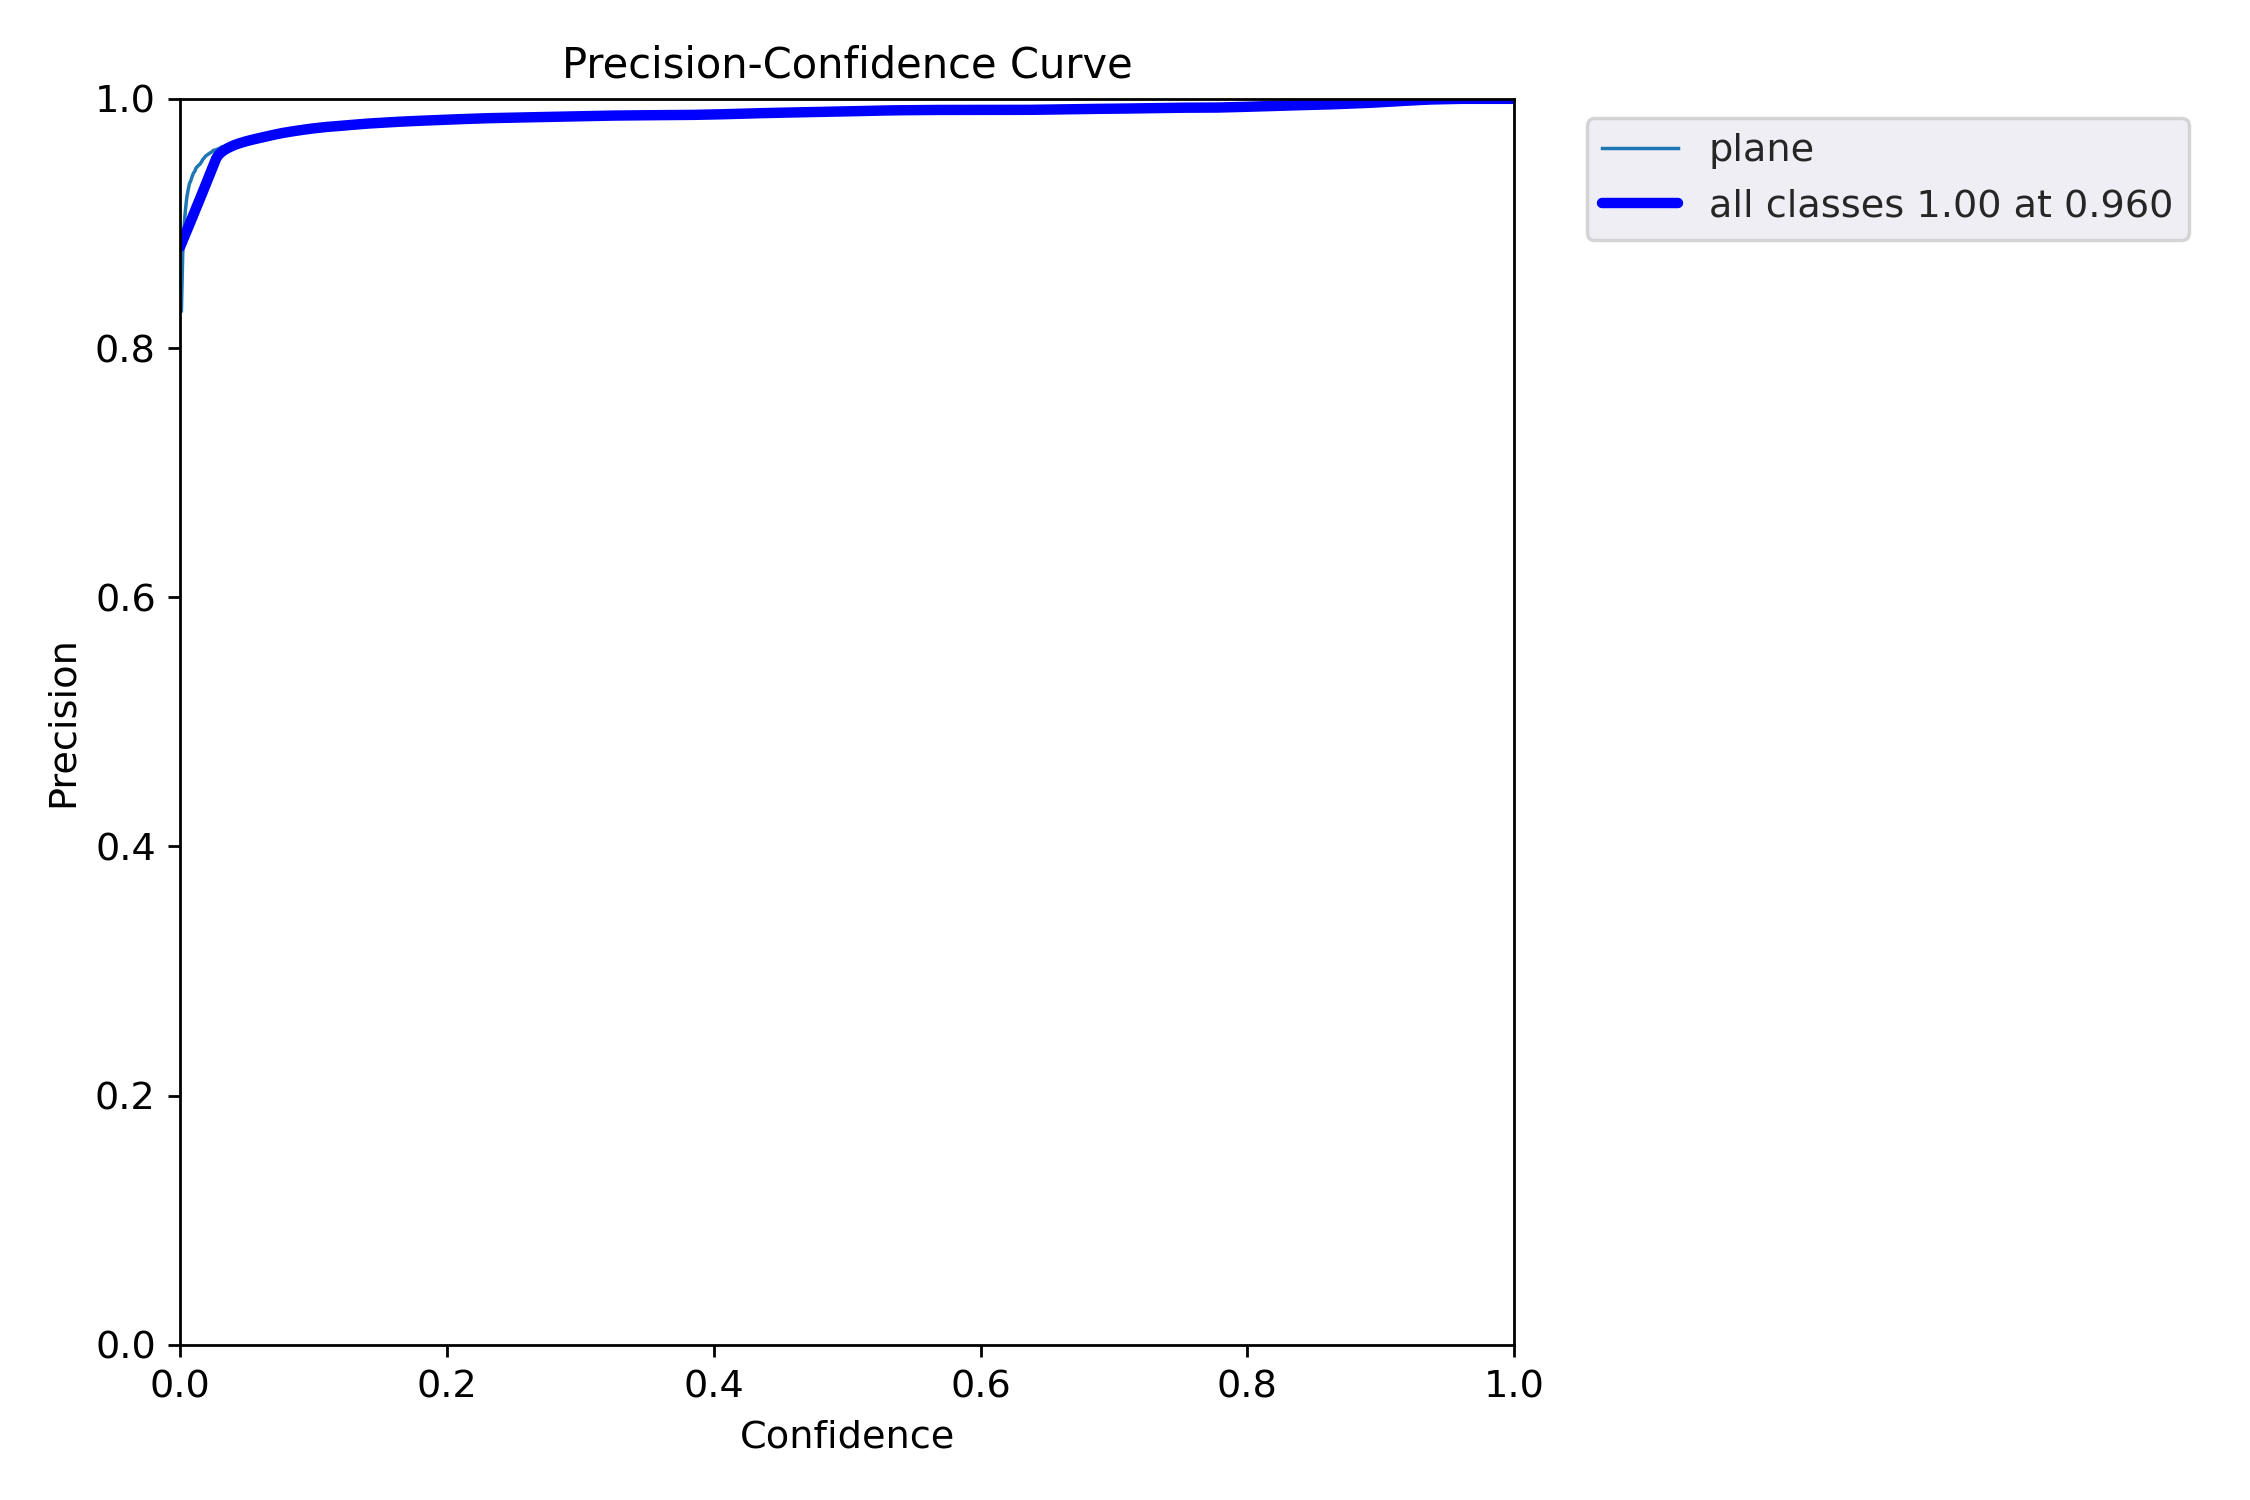 Precision-Confidence Curve
1.0
0.8
0.6
0.4
0.2
0.0
Precision
0.0 0.2 0.4 0.6 0.8 1.0
Confidence
plane
all classes 1.00 at 0.960